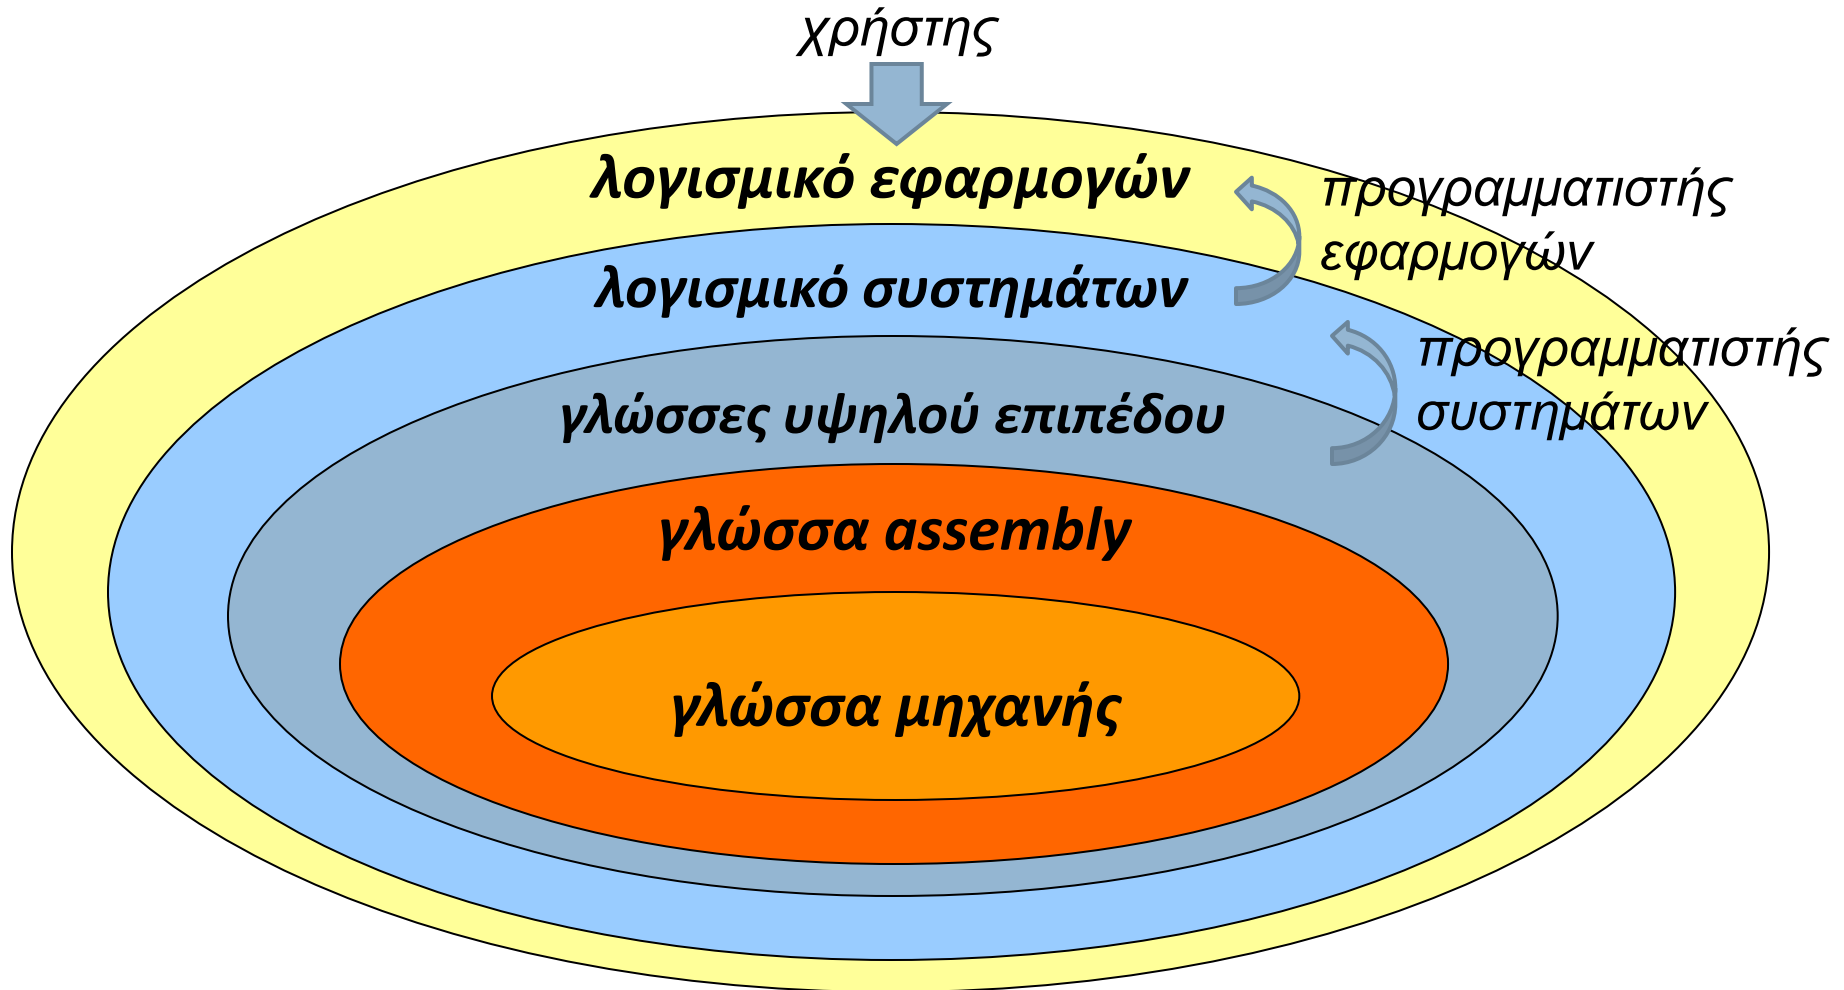 χρήστης
λογισμικό εφαρμογών
προγραμματιστής
εφαρμογών
λογισμικό συστημάτων
προγραμματιστής
συστημάτων
γλώσσες υψηλού επιπέδου
γλώσσα assembly
γλώσσα μηχανής